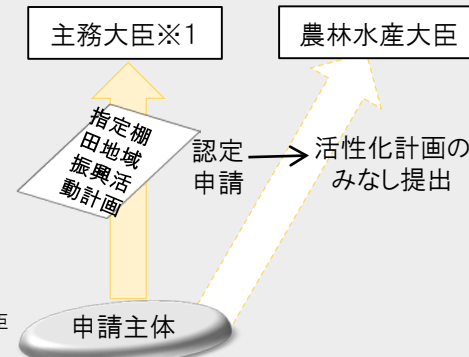 主務大臣※1
農林水産大臣
指定棚
田地域
振興活
動計画
認定
申請
活性化計画の
みなし提出
申請主体